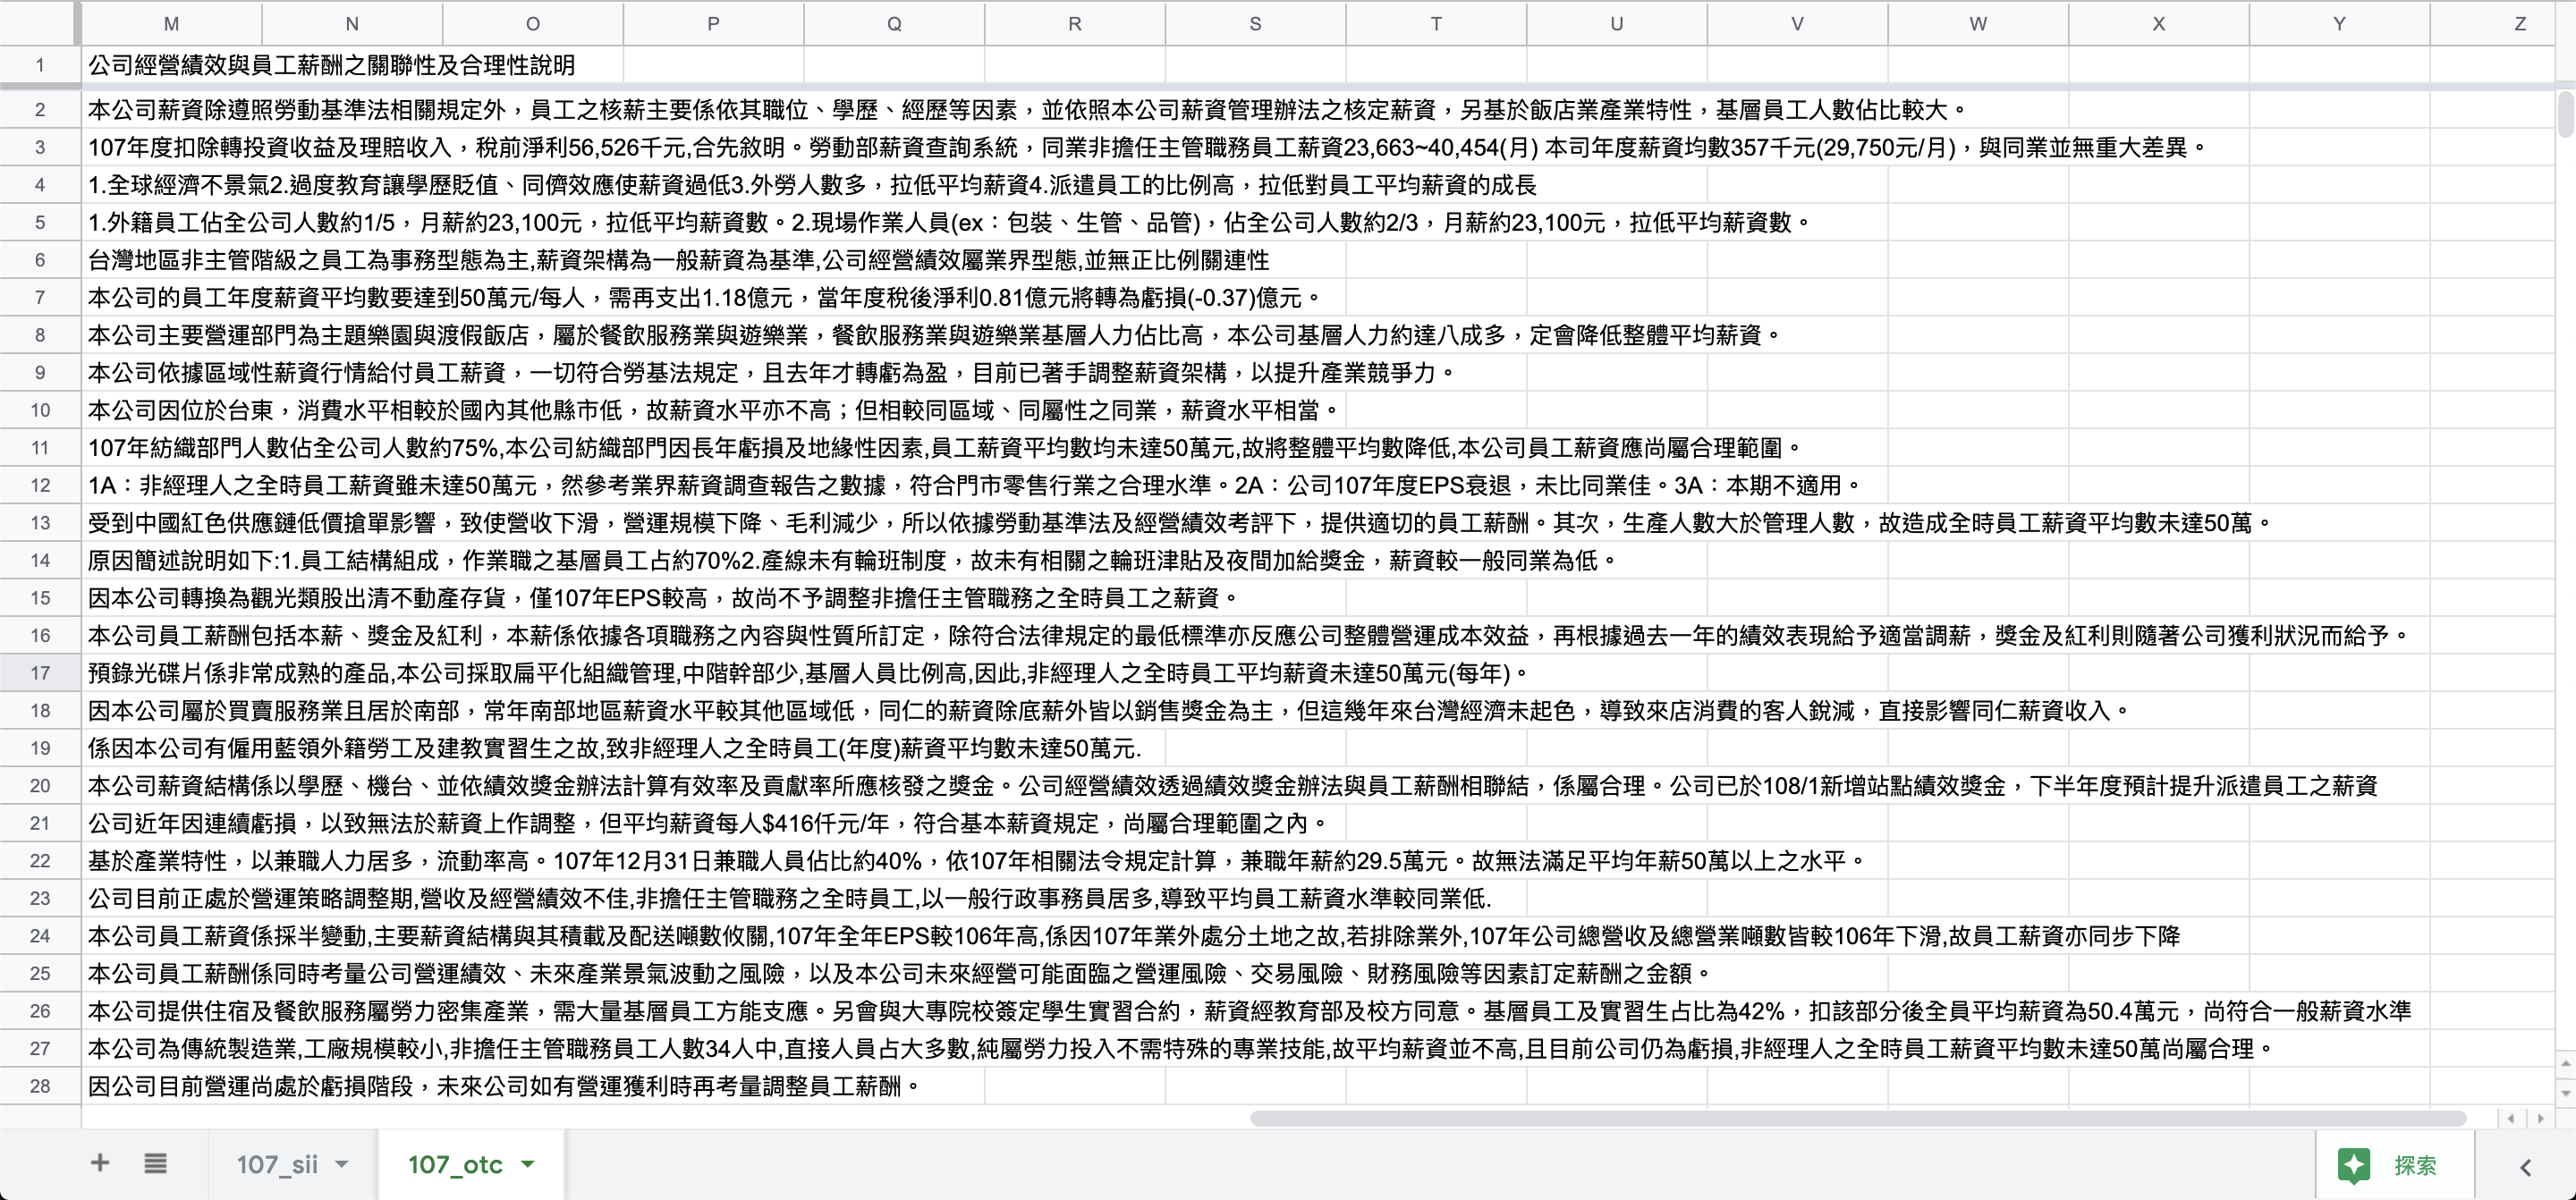 M N O P Q R S T U V W X Y Z
1 公司經營績效與員工薪酬之關聯性及合理性說明
2 本公司薪資除遵照勞動基準法相關規定外，員工之核薪主要係依其職位、學歷、經歷等因素，並依照本公司薪資管理辦法之核定薪資，另基於飯店業產業特性，基層員工人數佔比較大。
3 107年度扣除轉投資收益及理賠收入，稅前淨利56,526千元,合先敘明。勞動部薪資查詢系統，同業非擔任主管職務員工薪資23,663~40,454(月) 本司年度薪資均數357千元(29,750元/月)，與同業並無重大差異。
4 1.全球經濟不景氣2.過度教育讓學歷貶值、同儕效應使薪資過低3.外勞人數多，拉低平均薪資4.派遣員工的比例高，拉低對員工平均薪資的成長
5 1.外籍員工佔全公司人數約1/5，月薪約23,100元，拉低平均薪資數。2.現場作業人員(ex：包裝、生管、品管)，佔全公司人數約2/3，月薪約23,100元，拉低平均薪資數。
6 台灣地區非主管階級之員工為事務型態為主,薪資架構為一般薪資為基準,公司經營績效屬業界型態,並無正比例關連性
7 本公司的員工年度薪資平均數要達到50萬元/每人，需再支出1.18億元，當年度稅後淨利0.81億元將轉為虧損(-0.37)億元。
8 本公司主要營運部門為主題樂園與渡假飯店，屬於餐飲服務業與遊樂業，餐飲服務業與遊樂業基層人力佔比高，本公司基層人力約達八成多，定會降低整體平均薪資。
9 本公司依據區域性薪資行情給付員工薪資，一切符合勞基法規定，且去年才轉虧為盈，目前已著手調整薪資架構，以提升產業競爭力。
10 本公司因位於台東，消費水平相較於國內其他縣市低，故薪資水平亦不高；但相較同區域、同屬性之同業，薪資水平相當。
11 107年紡織部門人數佔全公司人數約75%,本公司紡織部門因長年虧損及地緣性因素,員工薪資平均數均未達50萬元,故將整體平均數降低,本公司員工薪資應尚屬合理範圍。
12 1A：非經理人之全時員工薪資雖未達50萬元，然參考業界薪資調查報告之數據，符合門市零售行業之合理水準。2A：公司107年度EPS衰退，未比同業佳。3A：本期不適用。
13 受到中國紅色供應鏈低價搶單影響，致使營收下滑，營運規模下降、毛利減少，所以依據勞動基準法及經營績效考評下，提供適切的員工薪酬。其次，生產人數大於管理人數，故造成全時員工薪資平均數未達50萬。
14 原因簡述說明如下:1.員工結構組成，作業職之基層員工占約70%2.產線未有輪班制度，故未有相關之輪班津貼及夜間加給獎金，薪資較一般同業為低。
15 因本公司轉換為觀光類股出清不動產存貨，僅107年EPS較高，故尚不予調整非擔任主管職務之全時員工之薪資。
16 本公司員工薪酬包括本薪、獎金及紅利，本薪係依據各項職務之內容與性質所訂定，除符合法律規定的最低標準亦反應公司整體營運成本效益，再根據過去一年的績效表現給予適當調薪，獎金及紅利則隨著公司獲利狀況而給予。
17 預錄光碟片係非常成熟的產品,本公司採取扁平化組織管理,中階幹部少,基層人員比例高,因此,非經理人之全時員工平均薪資未達50萬元(每年)。
18 因本公司屬於買賣服務業且居於南部，常年南部地區薪資水平較其他區域低，同仁的薪資除底薪外皆以銷售獎金為主，但這幾年來台灣經濟未起色，導致來店消費的客人銳減，直接影響同仁薪資收入。
19 係因本公司有僱用藍領外籍勞工及建教實習生之故,致非經理人之全時員工(年度)薪資平均數未達50萬元.
20 本公司薪資結構係以學歷、機台、並依績效獎金辦法計算有效率及貢獻率所應核發之獎金。公司經營績效透過績效獎金辦法與員工薪酬相聯結，係屬合理。公司已於108/1新增站點績效獎金，下半年度預計提升派遣員工之薪資
21 公司近年因連續虧損，以致無法於薪資上作調整，但平均薪資每人$416仟元/年，符合基本薪資規定，尚屬合理範圍之內。
22 基於產業特性，以兼職人力居多，流動率高。107年12月31日兼職人員佔比約40%，依107年相關法令規定計算，兼職年薪約29.5萬元。故無法滿足平均年薪50萬以上之水平。
23 公司目前正處於營運策略調整期,營收及經營績效不佳,非擔任主管職務之全時員工,以一般行政事務員居多,導致平均員工薪資水準較同業低.
24 本公司員工薪資係採半變動,主要薪資結構與其積載及配送噸數攸關,107年全年EPS較106年高,係因107年業外處分土地之故,若排除業外,107年公司總營收及總營業噸數皆較106年下滑,故員工薪資亦同步下降
25 本公司員工薪酬係同時考量公司營運績效、未來產業景氣波動之風險，以及本公司未來經營可能面臨之營運風險、交易風險、財務風險等因素訂定薪酬之金額。
26 本公司提供住宿及餐飲服務屬勞力密集產業，需大量基層員工方能支應。另會與大專院校簽定學生實習合約，薪資經教育部及校方同意。基層員工及實習生占比為42%，扣該部分後全員平均薪資為50.4萬元，尚符合一般薪資水準
27 本公司為傳統製造業,工廠規模較小,非擔任主管職務員工人數34人中,直接人員占大多數,純屬勞力投入不需特殊的專業技能,故平均薪資並不高,且目前公司仍為虧損,非經理人之全時員工薪資平均數未達50萬尚屬合理。
28 因公司目前營運尚處於虧損階段，未來公司如有營運獲利時再考量調整員工薪酬。
107_sii 107_otc 探索